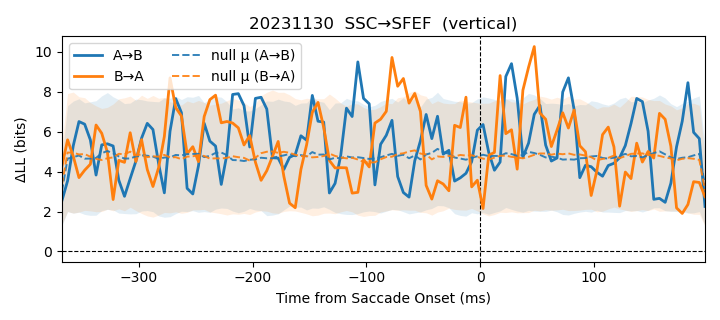 20231130  SSC→SFEF  (vertical)
A→B
B→A
null μ (A→B)
null μ (B→A)
ΔLL (bits)
10
8
6
4
2
0
−300
−200
−100
0
100
Time from Saccade Onset (ms)